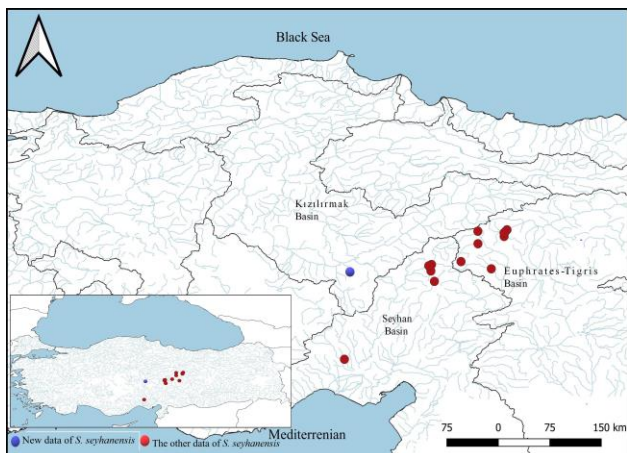 Black Sea
Kızılırmak
Basin
Euphrates-Tigris
Basin
Seyhan
Basin
Mediterrenian
75 0 75 150 km
New data of S. seyhanensis
The other data of S. seyhanensis